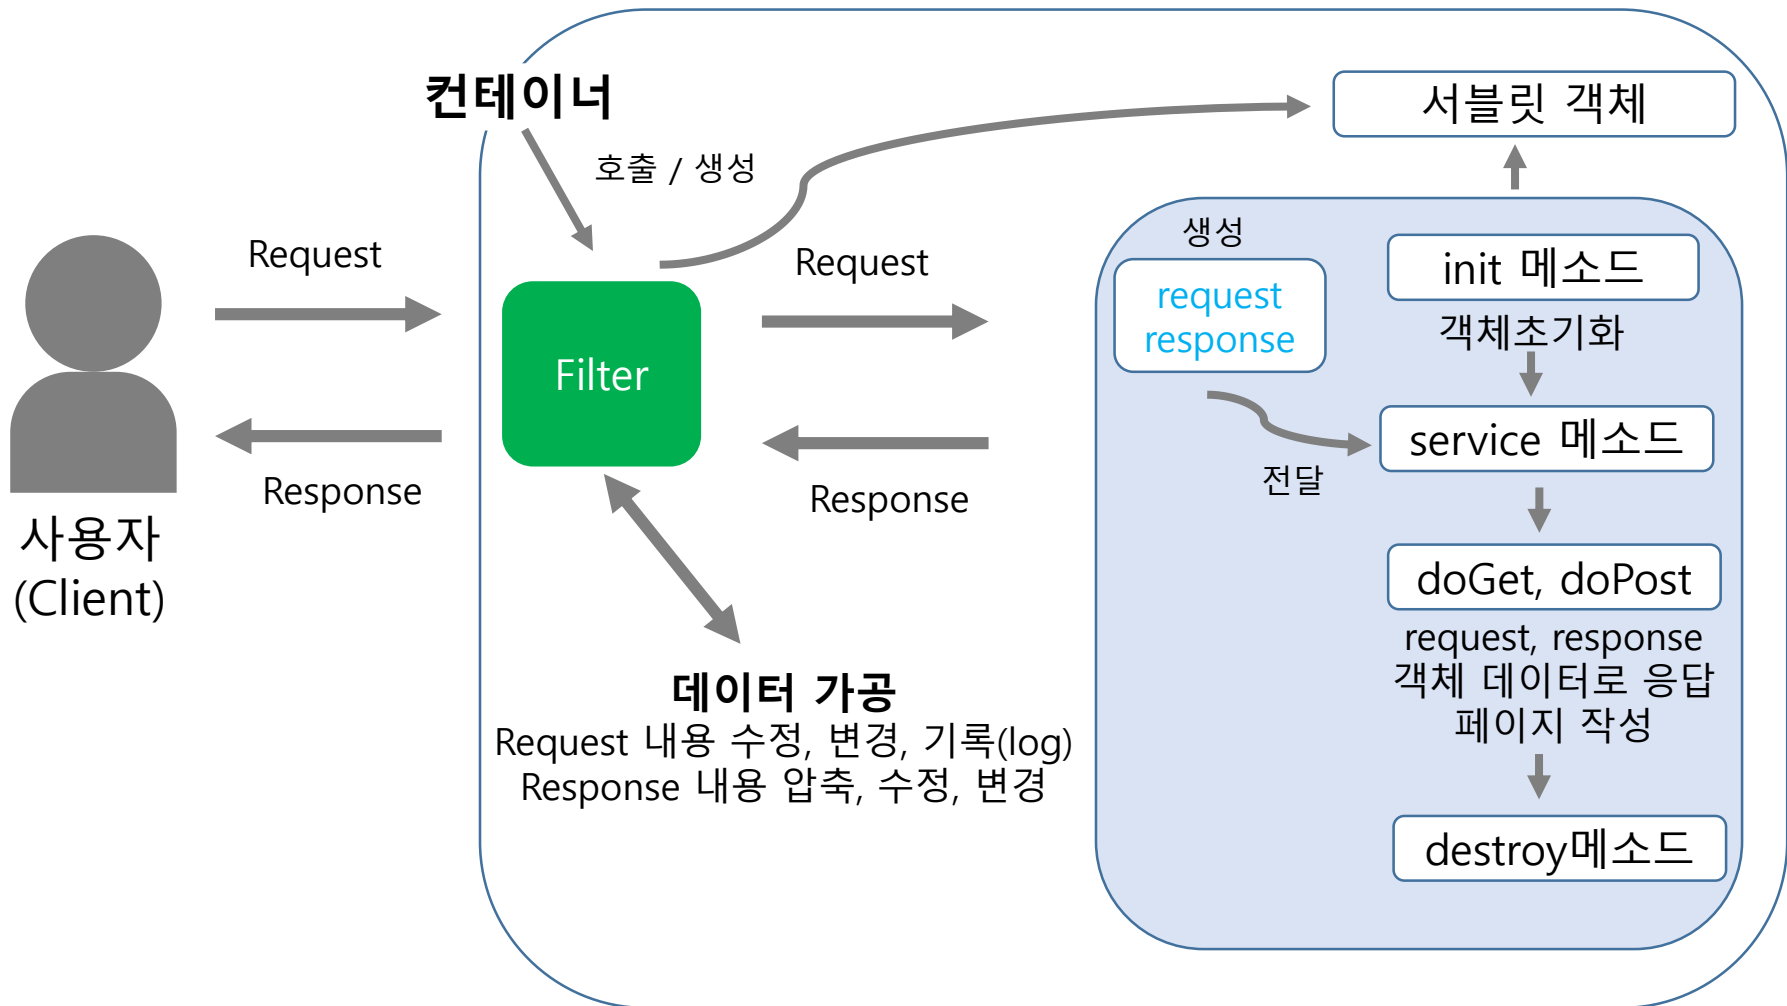 컨테이너
호출 / 생성
서블릿 객체
Request
Request
생성
request
response
init 메소드
객체초기화
Filter
service 메소드
Response
Response
전달
사용자
(Client)
doGet, doPost
request, response
객체 데이터로 응답
페이지 작성
데이터 가공
Request 내용 수정, 변경, 기록(log)
Response 내용 압축, 수정, 변경
destroy메소드